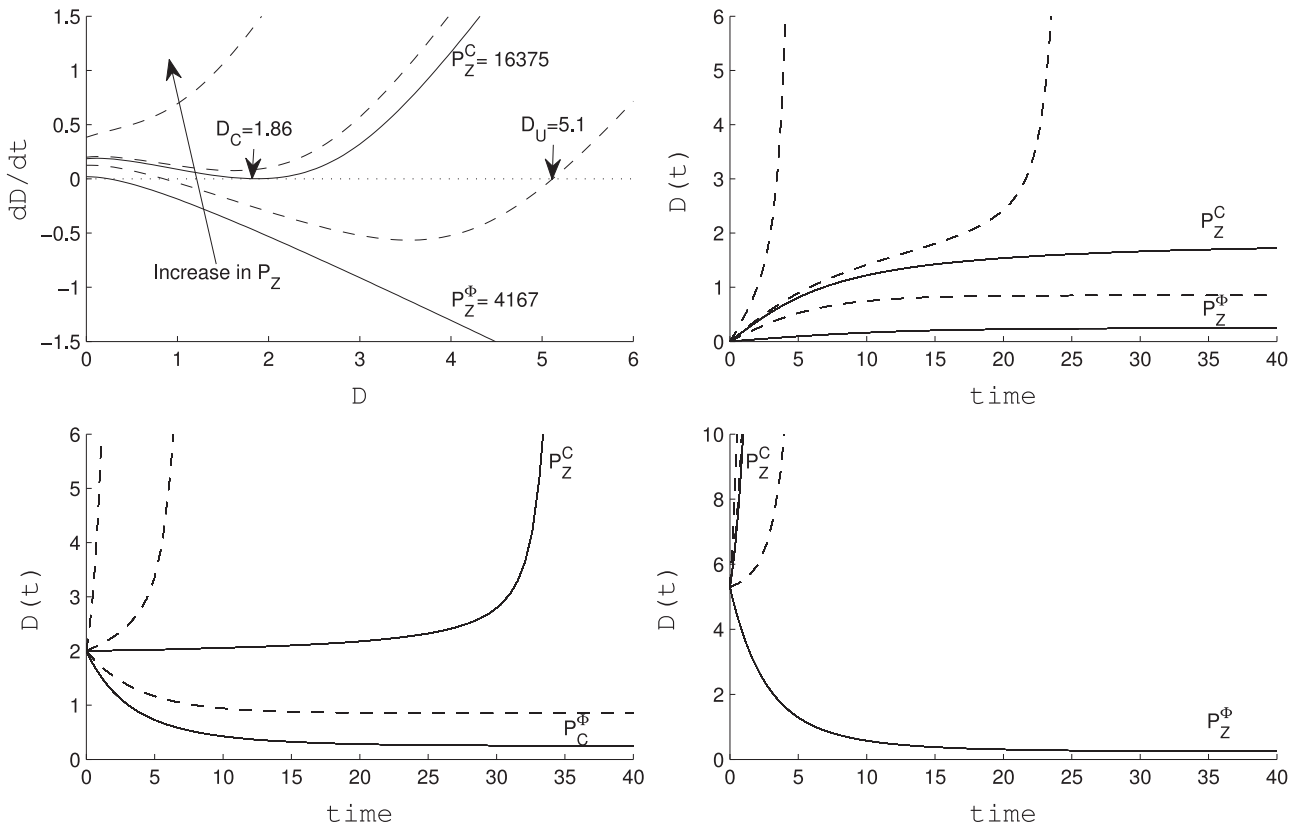 1.5
1
0.5
0
−0.5
−1
−1.5
dD/dt
P_Z^C= 16375
D_C=1.86
D_U=5.1
Increase in P_Z
P_Z^Φ= 4167
0 1 2 3 4 5 6
D
6
5
4
3
2
1
0
D(t)
P_Z^C
P_Z^Φ
0 5 10 15 20 25 30 35 40
time
6
5
4
3
2
1
0
D(t)
P_Z^C
P_C^Φ
0 5 10 15 20 25 30 35 40
time
10
8
6
4
2
0
D(t)
P_Z^C
P_Z^Φ
0 5 10 15 20 25 30 35 40
time